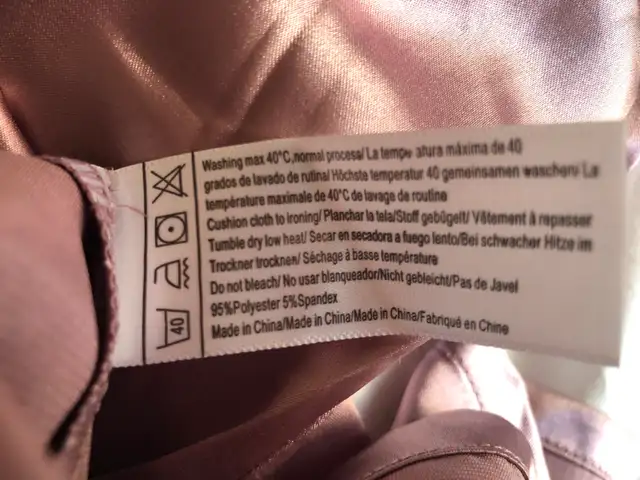 Washing max 40°C,normal process/ La tempe atura máxima de 40
grados de lavado de rutina/ Höchste temperatur 40 gemeinsamen waschen/ La
température maximale de 40°C de lavage de routine
Cushion cloth to ironing/ Planchar la tela/Stoff gebügelt/ Vêtement à repasser
Tumble dry low heat/ Secar en secadora a fuego lento/Bei schwacher Hitze im
Trockner trocknen/ Séchage à basse température
Do not bleach/ No usar blanqueador/Nicht gebleicht/Pas de Javel
95%Polyester 5%Spandex
Made in China/Made in China/Made in China/Fabriqué en Chine
40